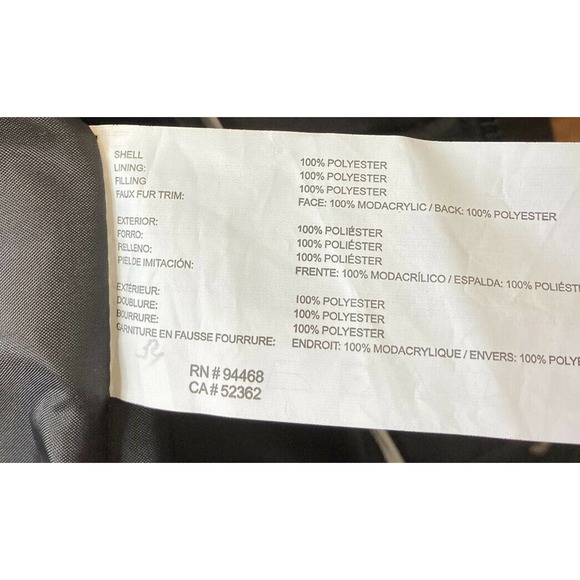 SHELL 100% POLYESTER
LINING: 100% POLYESTER
FILLING 100% POLYESTER
FAUX FUR TRIM: FACE: 100% MODACRYLIC / BACK: 100% POLYESTER
EXTERIOR: 100% POLIÉSTER
FORRO: 100% POLIÉSTER
RELLENO: 100% POLIÉSTER
PIEL DE IMITACIÓN: FRENTE: 100% MODACRÍLICO / ESPALDA: 100% POLIÉST
EXTÉRIEUR: 100% POLYESTER
DOUBLURE: 100% POLYESTER
BOURRURE: 100% POLYESTER
GARNITURE EN FAUSSE FOURRURE: ENDROIT: 100% MODACRYLIQUE / ENVERS: 100% POLYE
RN # 94468
CA # 52362